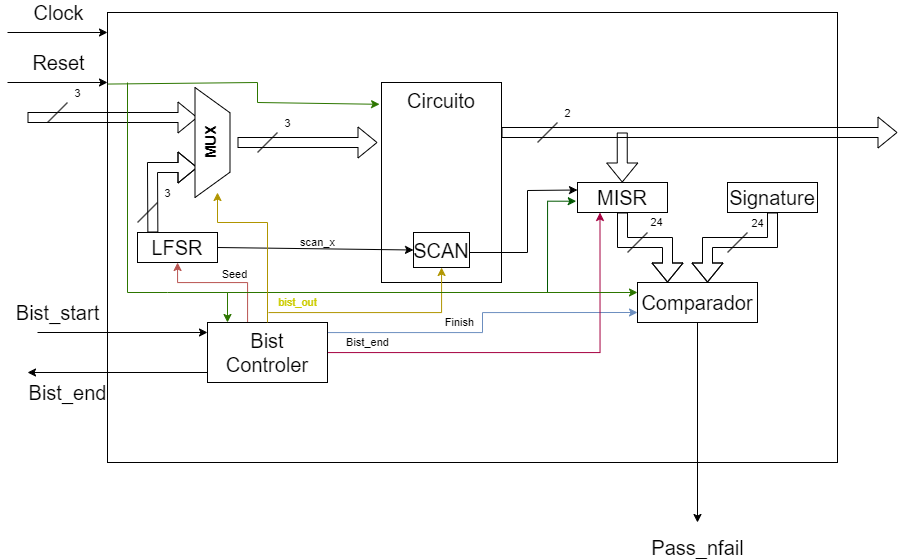 Clock
Reset
3
MUX
3
Circuito
2
3
MISR
Signature
LFSR
scan_x
SCAN
24
24
Seed
bist_out
Comparador
Bist_start
Bist
Controler
Finish
Bist_end
Bist_end
Pass_nfail